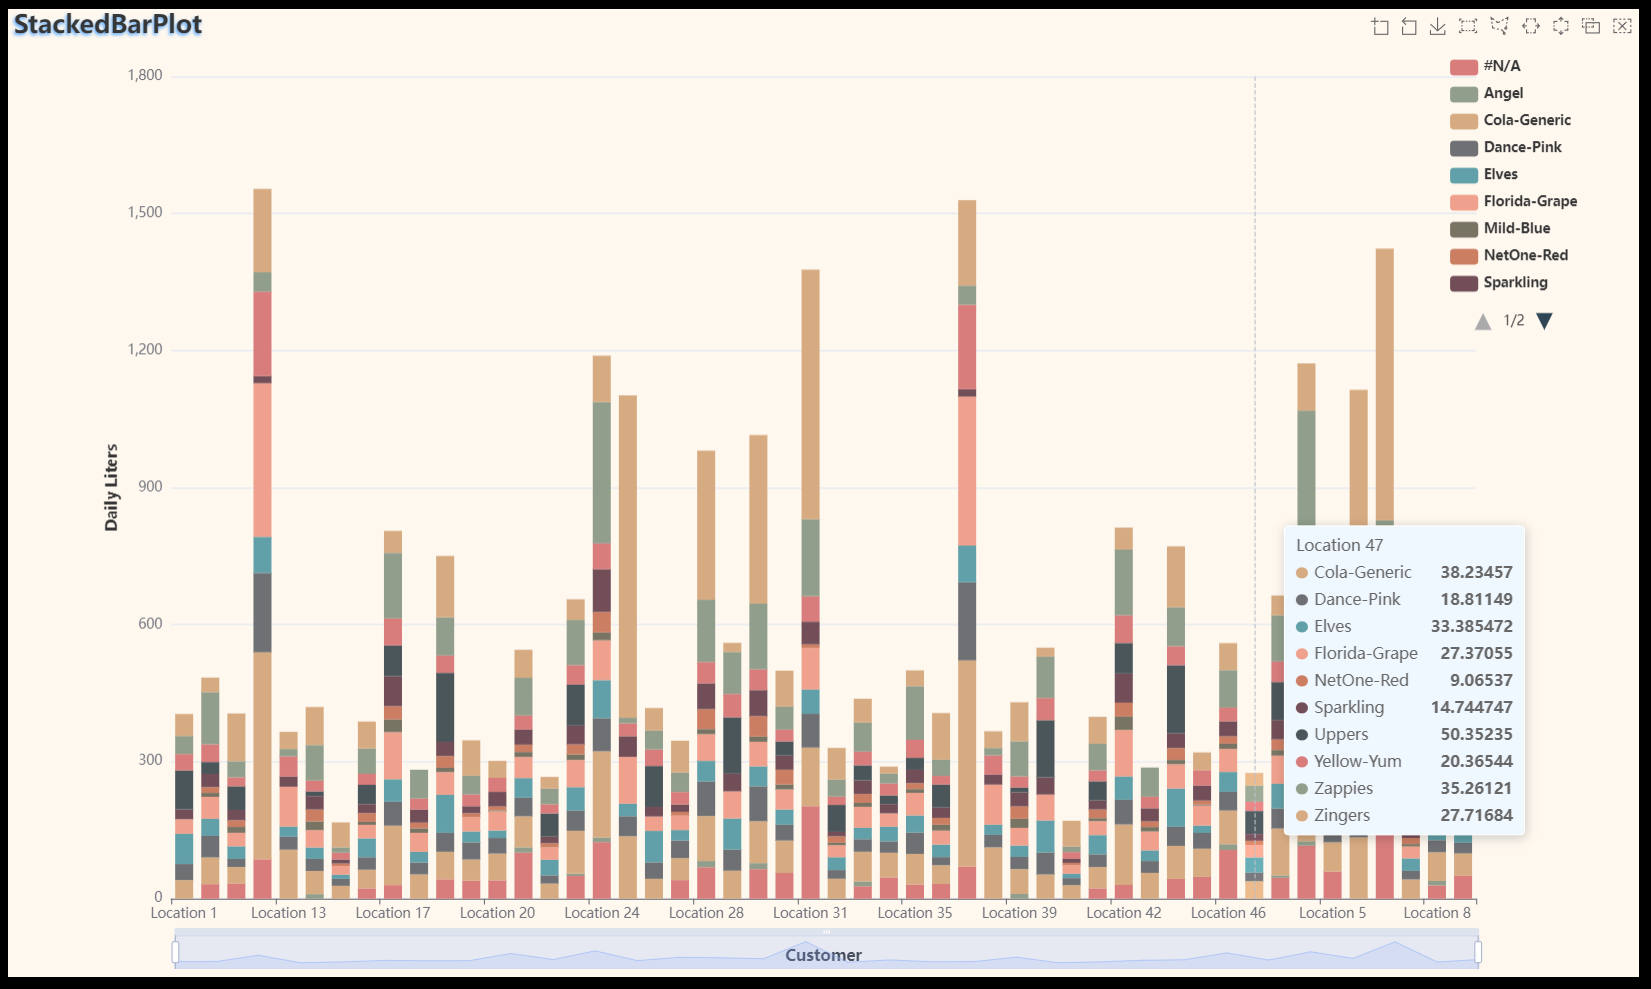 StackedBarPlot
#N/A
Angel
Cola-Generic
Dance-Pink
Elves
Florida-Grape
Mild-Blue
NetOne-Red
Sparkling
1/2
1,800
1,500
1,200
900
600
300
0
Daily Liters
Location 47
Cola-Generic 38.23457
Dance-Pink 18.81149
Elves 33.385472
Florida-Grape 27.37055
NetOne-Red 9.06537
Sparkling 14.744747
Uppers 50.35235
Yellow-Yum 20.36544
Zappies 35.26121
Zingers 27.71684
Location 1 Location 13 Location 17 Location 20 Location 24 Location 28 Location 31 Location 35 Location 39 Location 42 Location 46 Location 5 Location 8
Customer